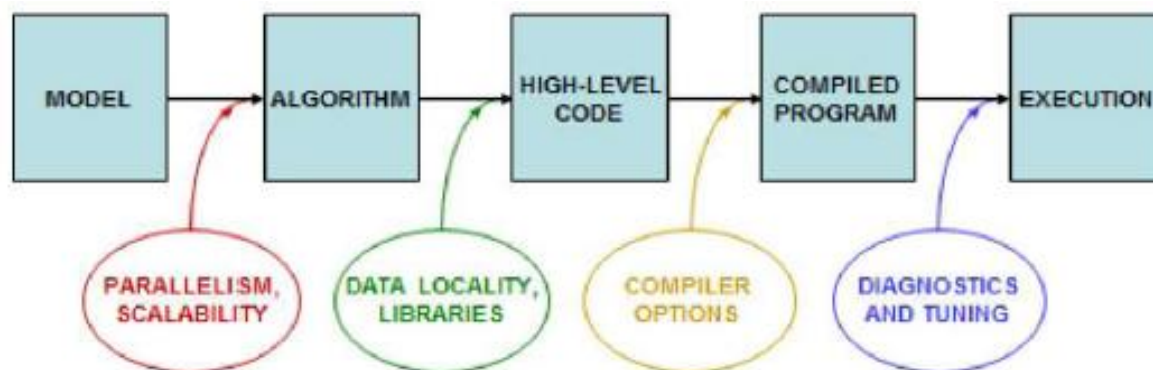 MODEL
ALGORITHM
HIGH-LEVEL
CODE
COMPILED
PROGRAM
EXECUTION
PARALLELISM,
SCALABILITY
DATA LOCALITY,
LIBRARIES
COMPILER
OPTIONS
DIAGNOSTICS
AND TUNING